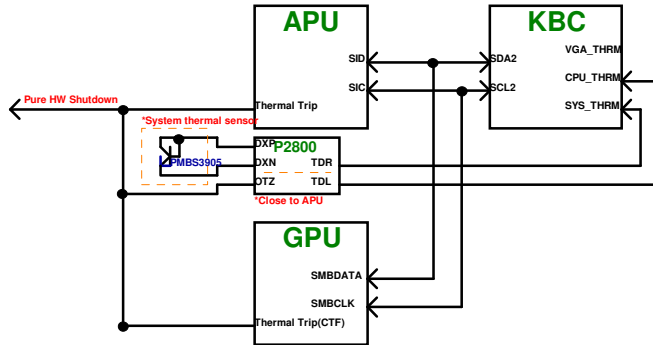 APU
KBC
SID
SDA2
VGA_THRM
CPU_THRM
SIC
SCL2
SYS_THRM
Pure HW Shutdown
Thermal Trip
*System thermal sensor
DXP
P2800
PMBS3905
DXN
TDR
OTZ
TDL
*Close to APU
GPU
SMBDATA
SMBCLK
Thermal Trip(CTF)